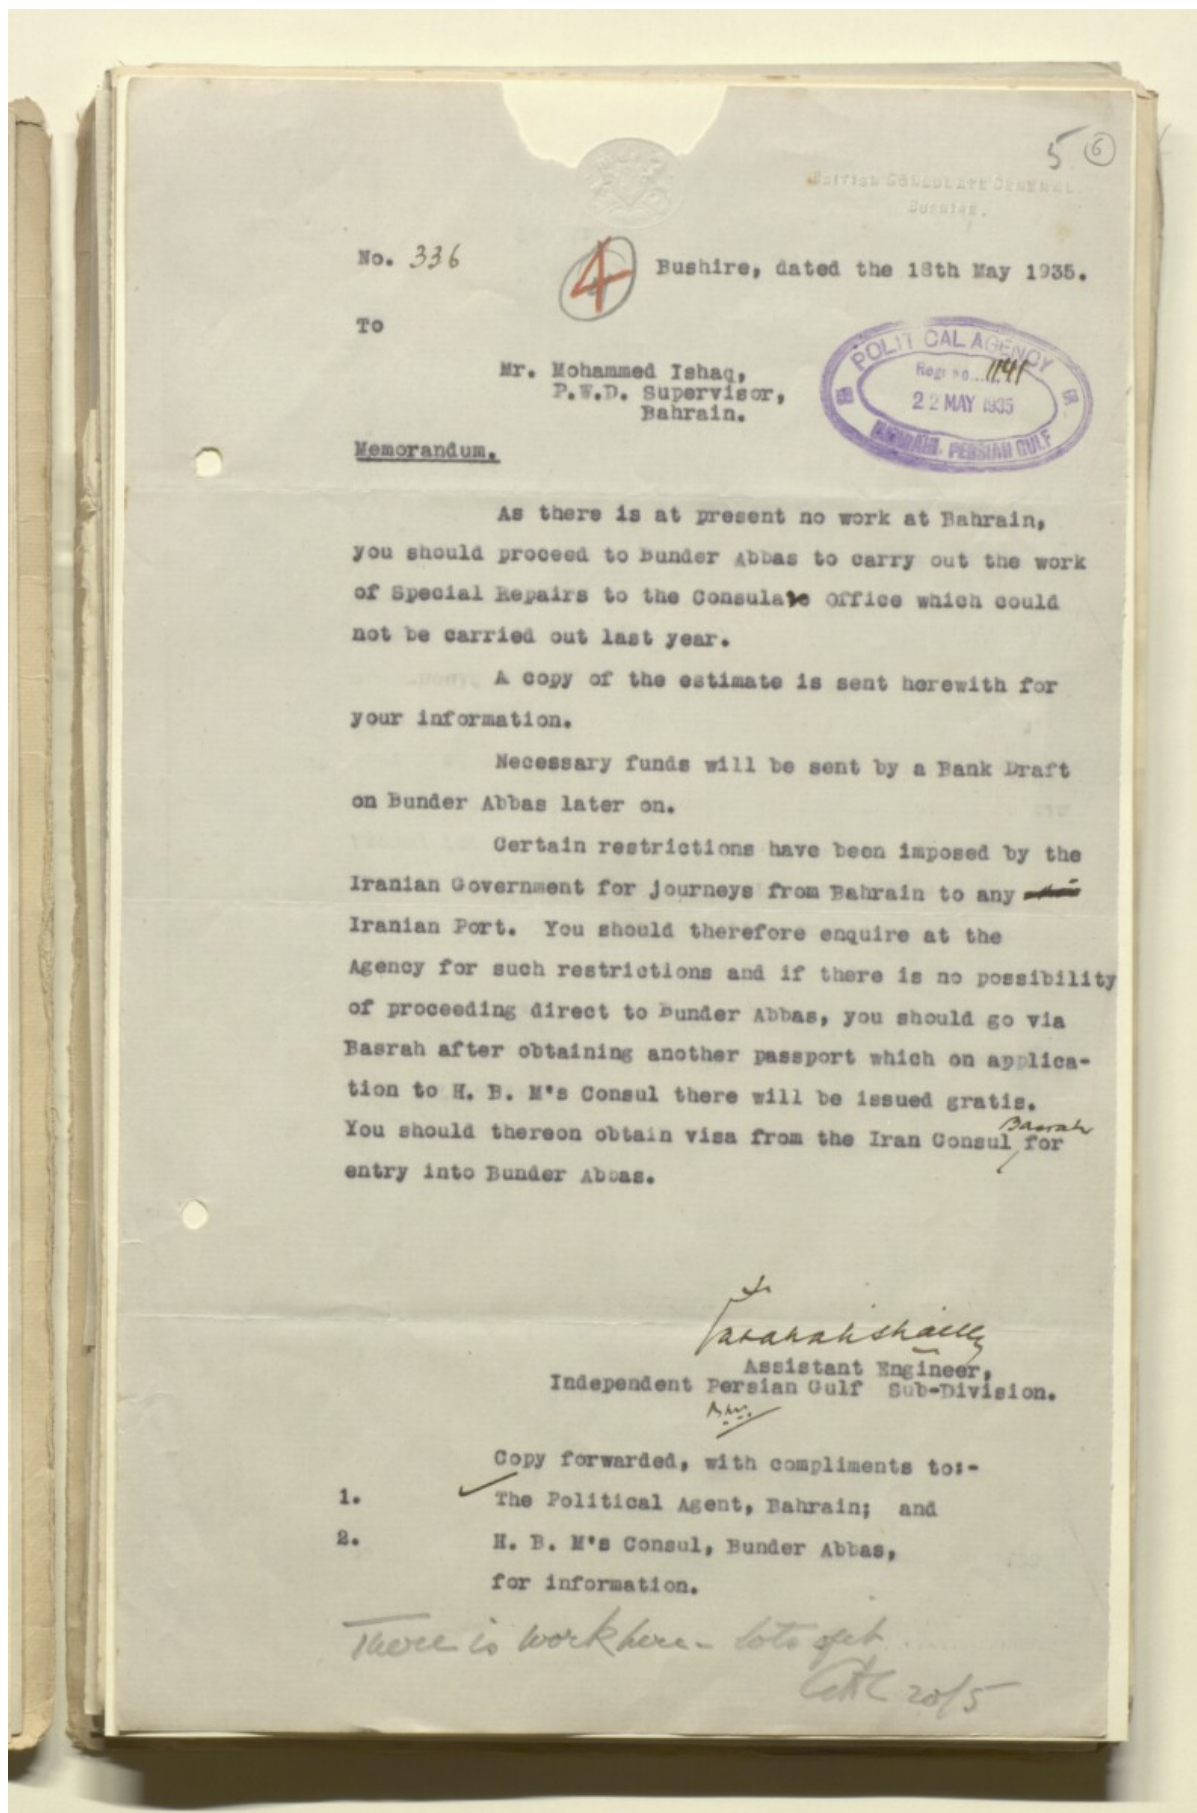 5 6
BRITISH CONSULATE GENERAL.
BUSHIRE.
No. 336
4
Bushire, dated the 18th May 1935.
To
POLITICAL AGENCY
Regd no. 1141
22 MAY 1935
BAHRAIN, PERSIAN GULF
Mr. Mohammed Ishaq,
P.W.D. Supervisor,
Bahrain.
Memorandum.
As there is at present no work at Bahrain,
you should proceed to Bunder Abbas to carry out the work
of Special Repairs to the Consulate Office which could
not be carried out last year.
A copy of the estimate is sent herewith for
your information.
Necessary funds will be sent by a Bank Draft
on Bunder Abbas later on.
Certain restrictions have been imposed by the
Iranian Government for journeys from Bahrain to any
Iranian Port. You should therefore enquire at the
Agency for such restrictions and if there is no possibility
of proceeding direct to Bunder Abbas, you should go via
Basrah after obtaining another passport which on applica-
tion to H. B. M's Consul there will be issued gratis.
You should thereon obtain visa from the Iran Consul Basrah for
entry into Bunder Abbas.
Assistant Engineer,
Independent Persian Gulf Sub-Division.
Copy forwarded, with compliments to:-
1. The Political Agent, Bahrain; and
2. H. B. M's Consul, Bunder Abbas,
for information.
There is work here - lots of it
20/5